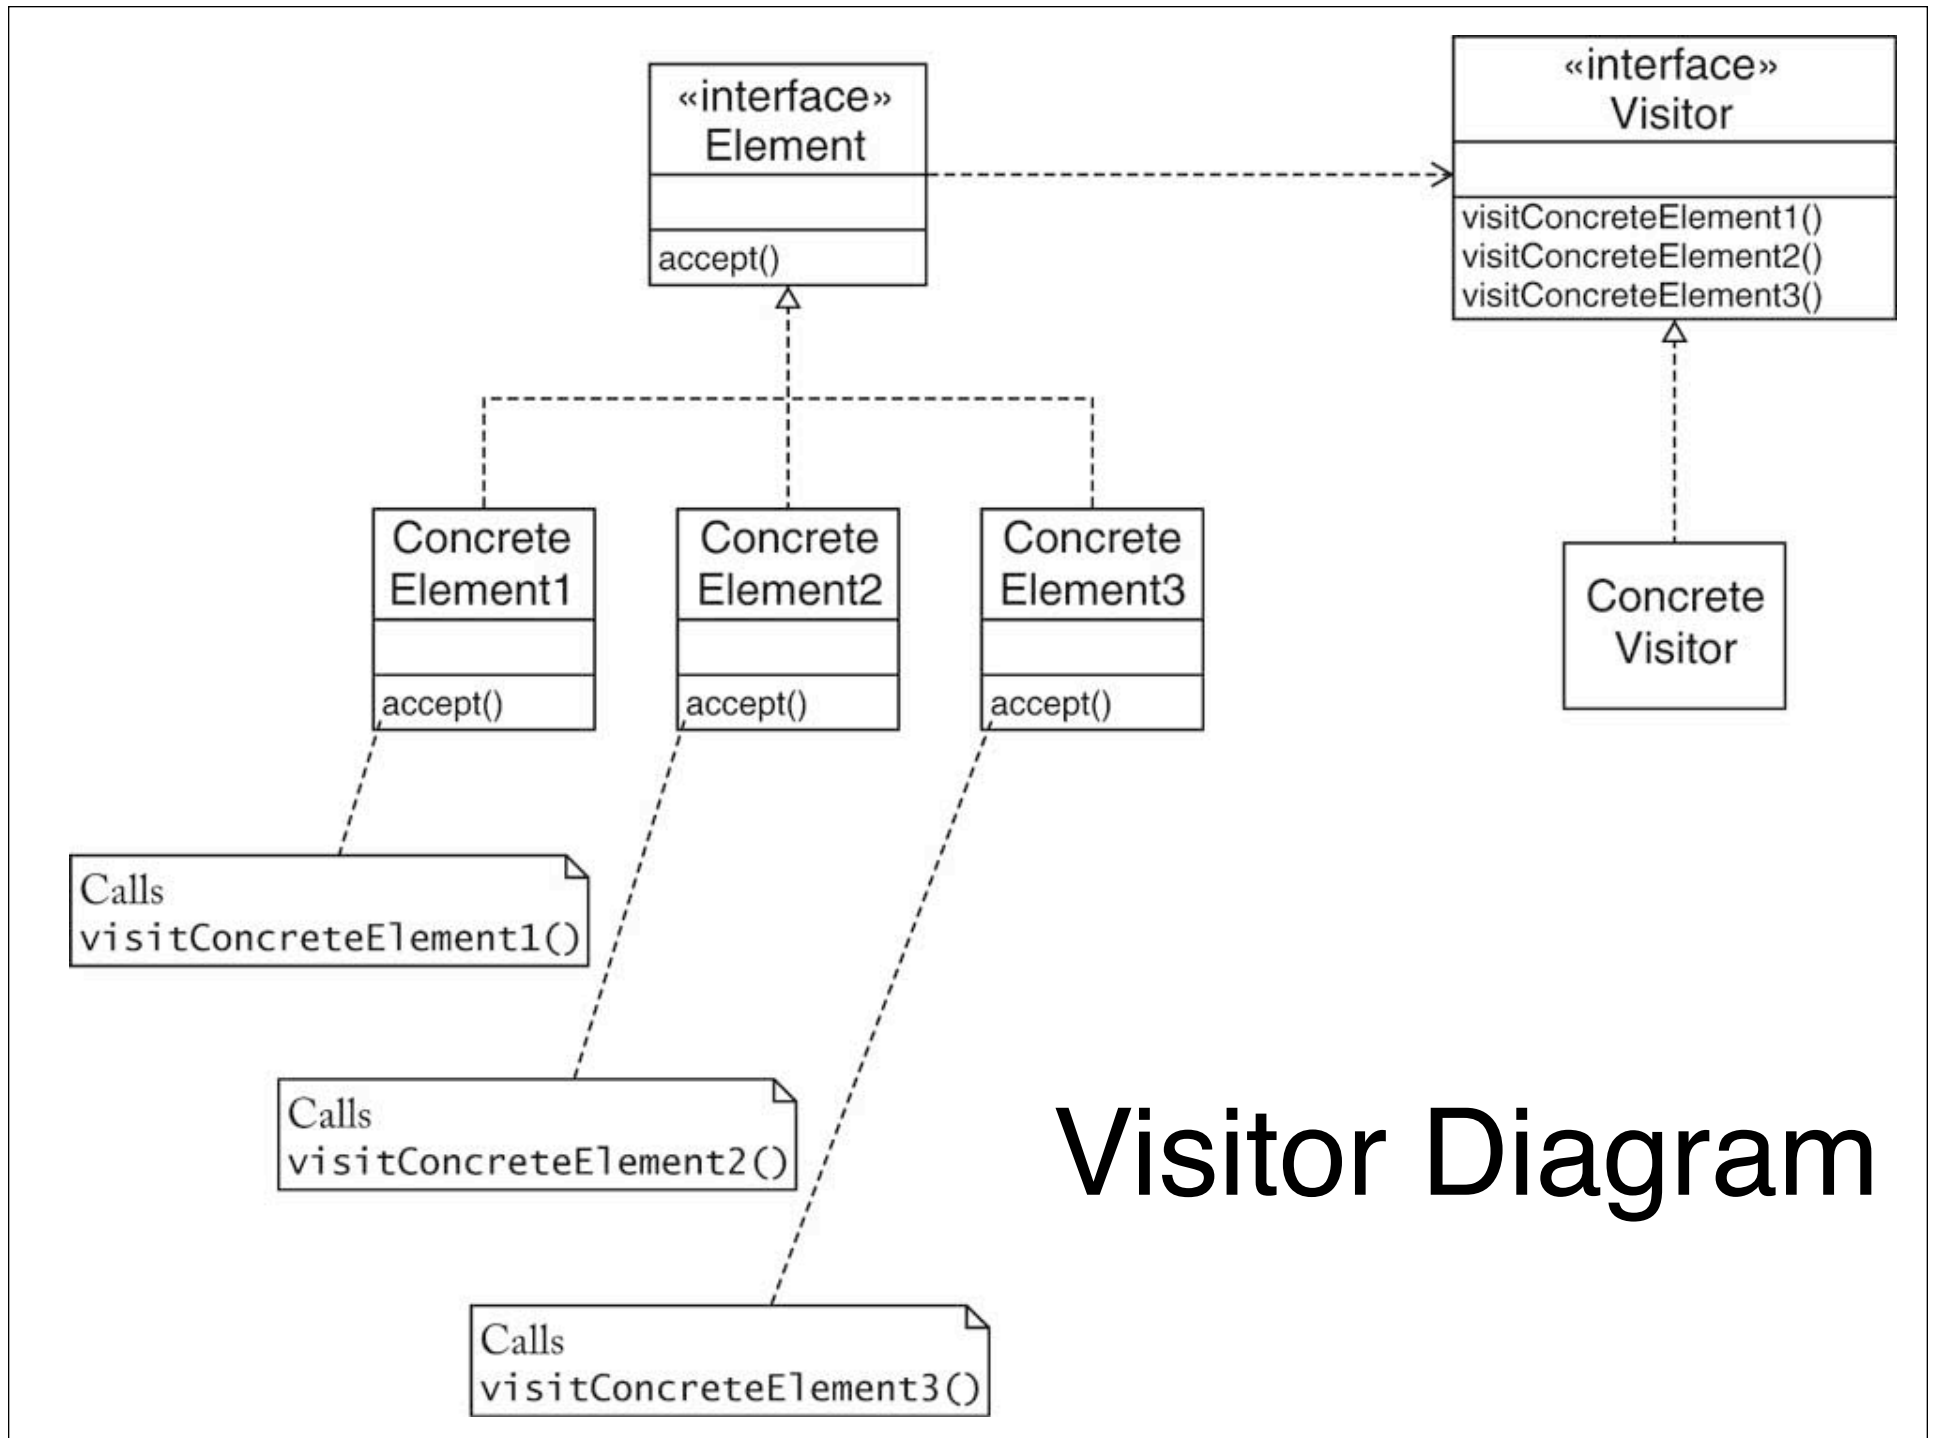 «interface»
Element
accept()
«interface»
Visitor
visitConcreteElement1()
visitConcreteElement2()
visitConcreteElement3()
Concrete
Element1
accept()
Concrete
Element2
accept()
Concrete
Element3
accept()
Concrete
Visitor
Calls
visitConcreteElement1()
Calls
visitConcreteElement2()
Calls
visitConcreteElement3()
Visitor Diagram